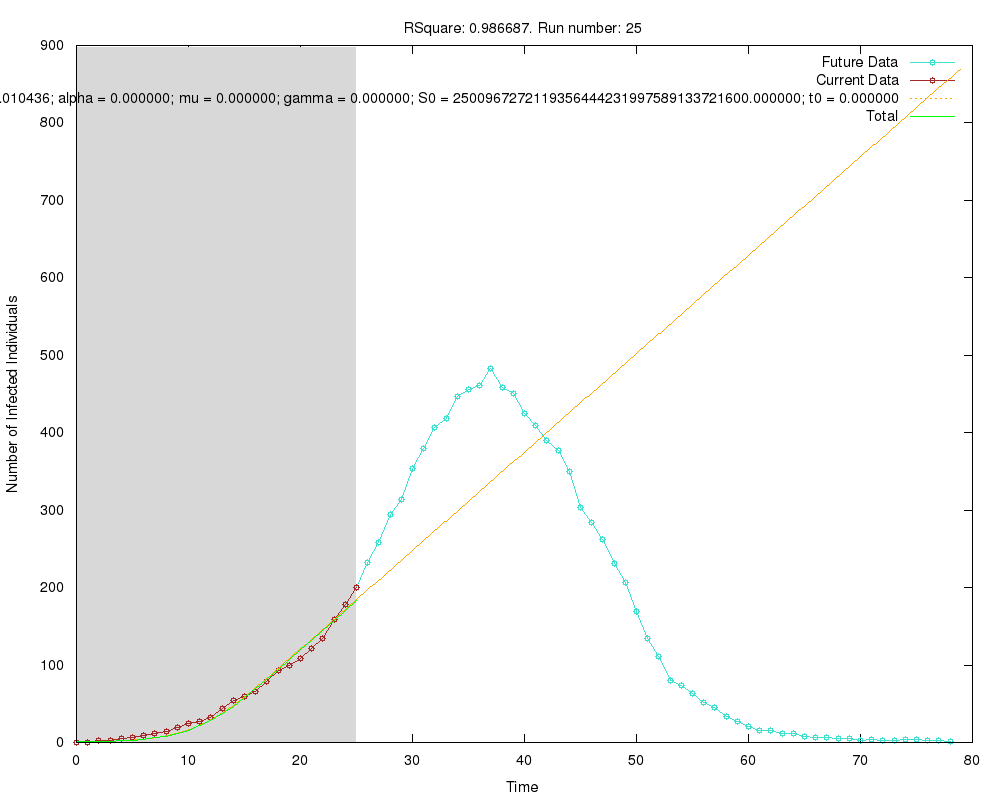 RSquare: 0.986687. Run number: 25
900
800
700
600
500
400
300
200
100
0
0 10 20 30 40 50 60 70 80
Number of Infected Individuals
Time
Future Data
Current Data
.010436; alpha = 0.000000; mu = 0.000000; gamma = 0.000000; S0 = 2500967272119356444231997589133721600.000000; t0 = 0.000000
Total